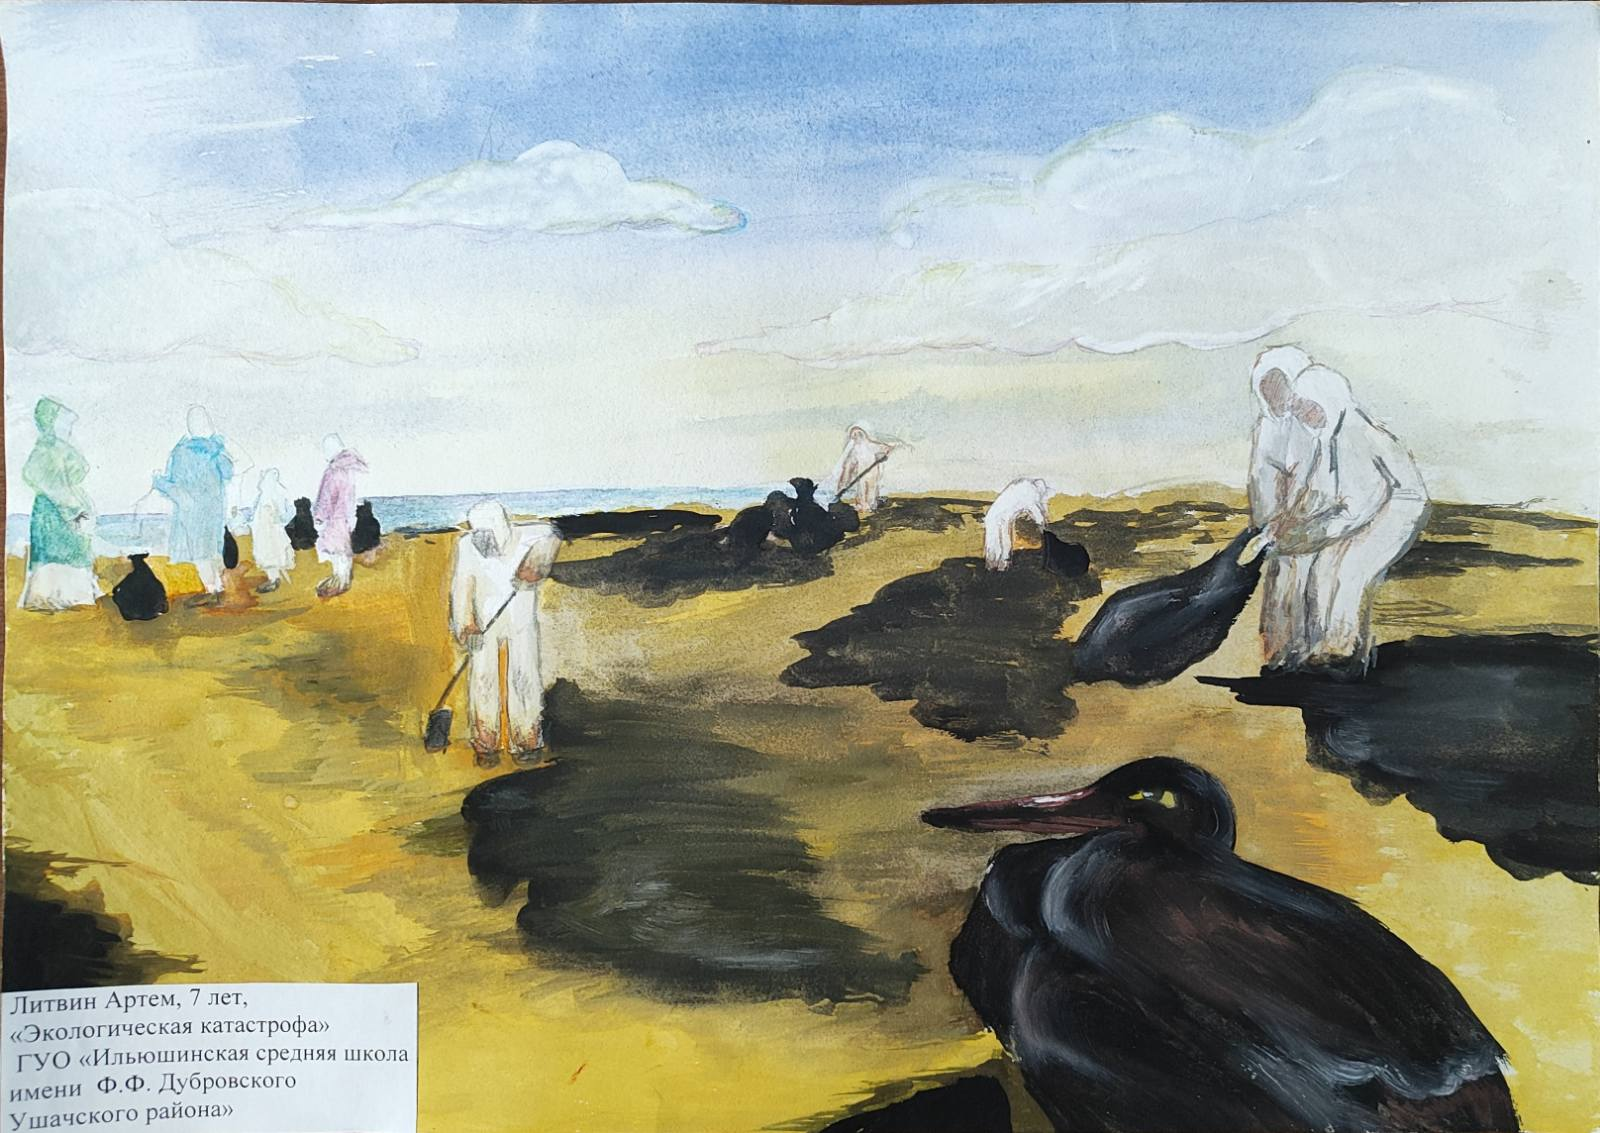 Литвин Артем, 7 лет,
«Экологическая катастрофа»
ГУО «Ильюшинская средняя школа
имени Ф.Ф. Дубровского
Ушачского района»